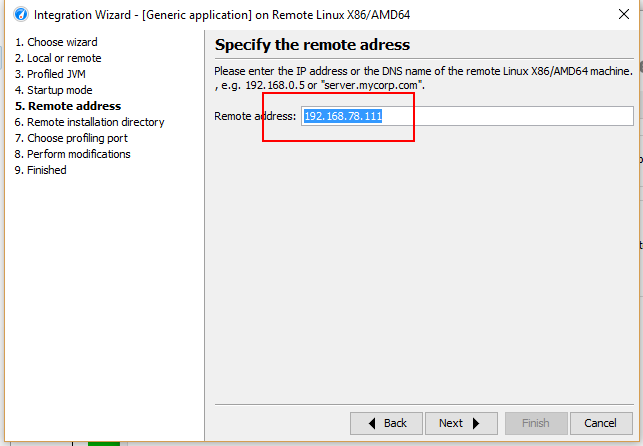 Integration Wizard - [Generic application] on Remote Linux X86/AMD64
1. Choose wizard
2. Local or remote
3. Profiled JVM
4. Startup mode
5. Remote address
6. Remote installation directory
7. Choose profiling port
8. Perform modifications
9. Finished
Specify the remote adress
Please enter the IP address or the DNS name of the remote Linux X86/AMD64 machine.
, e.g. 192.168.0.5 or "server.mycorp.com".
Remote address: 192.168.78.111
Back Next Finish Cancel